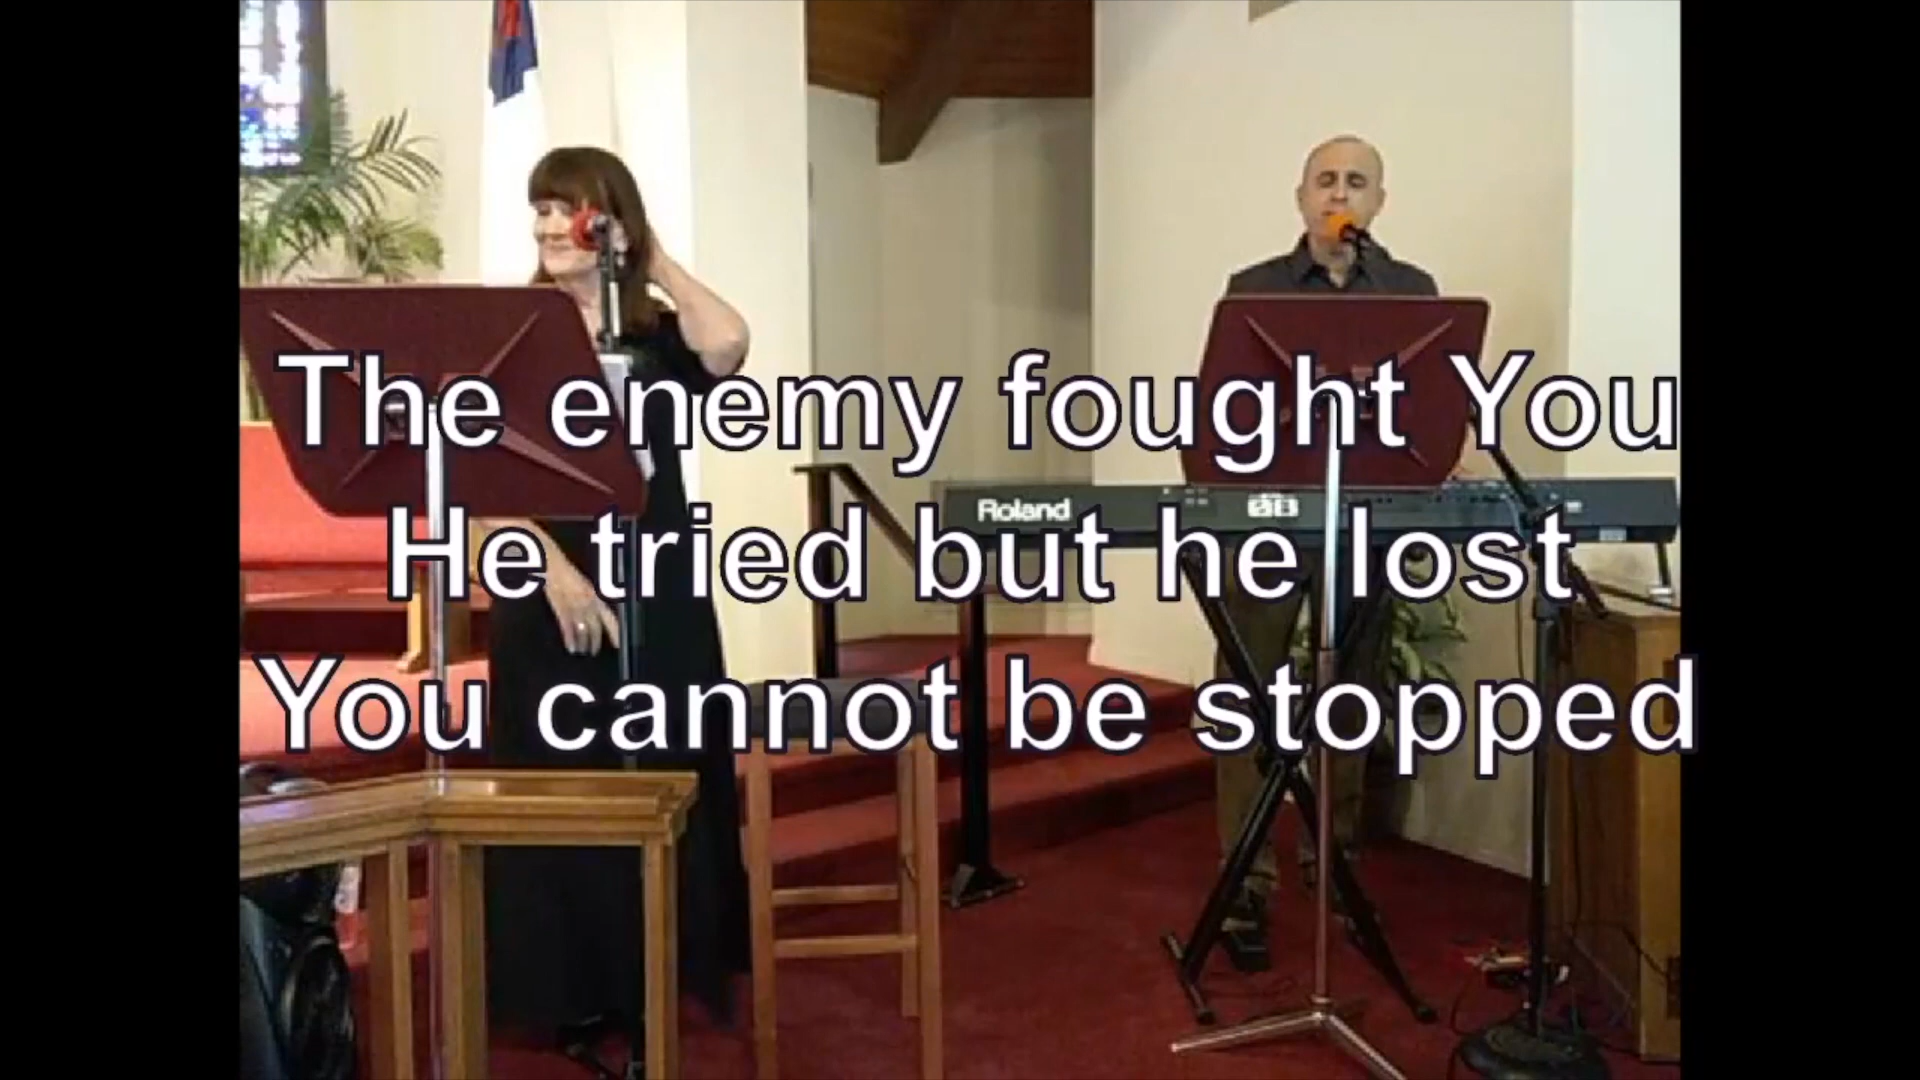 The enemy fought You
Roland
He tried but he lost
You cannot be stopped